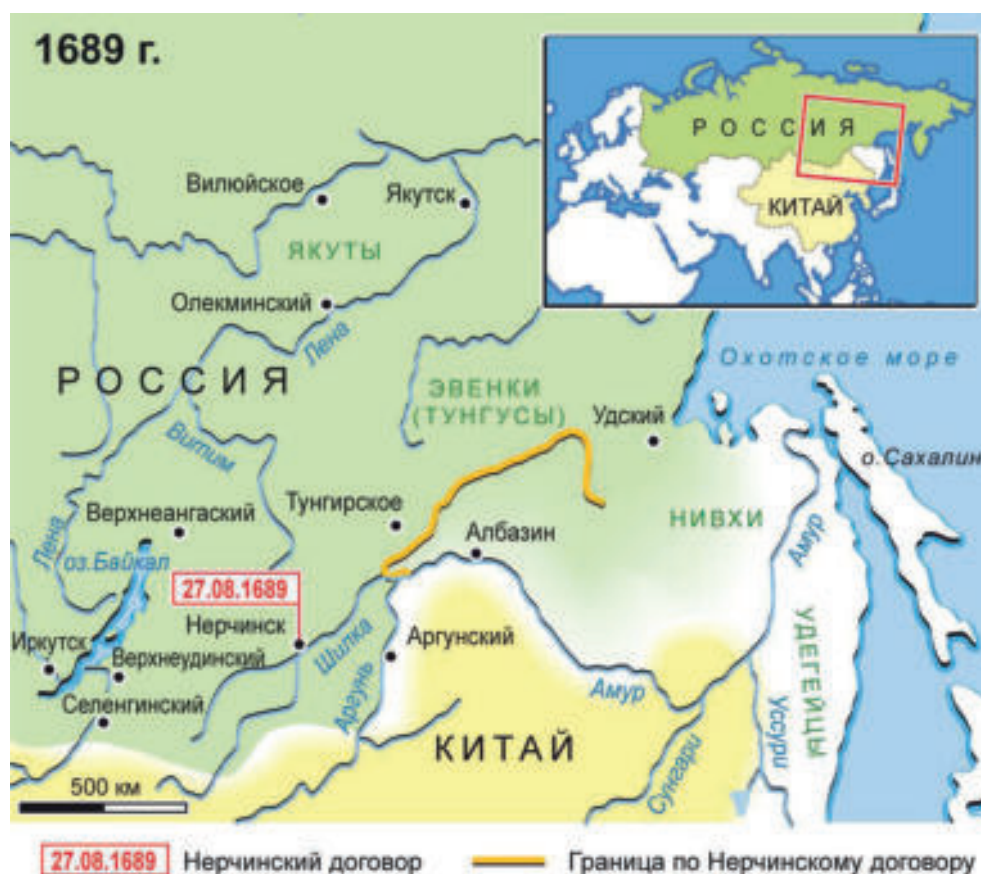 1689 г.
РОССИЯ
КИТАЙ
Вилюйское
Якутск
ЯКУТЫ
Олекминский
Лена
Охотское море
РОССИЯ
ЭВЕНКИ
(ТУНГУСЫ)
Удский
Витим
о.Сахалин
Тунгирское
Верхнеангаский
НИВХИ
Амур
Албазин
Лена
оз.Байкал
27.08.1689
Нерчинск
Шилка
Аргунский
УДЕГЕЙЦЫ
Иркутск
Верхнеудинский
Аргунь
Амур
Селенгинский
КИТАЙ
Уссури
Сунгари
500 км
27.08.1689 Нерчинский договор
Граница по Нерчинскому договору